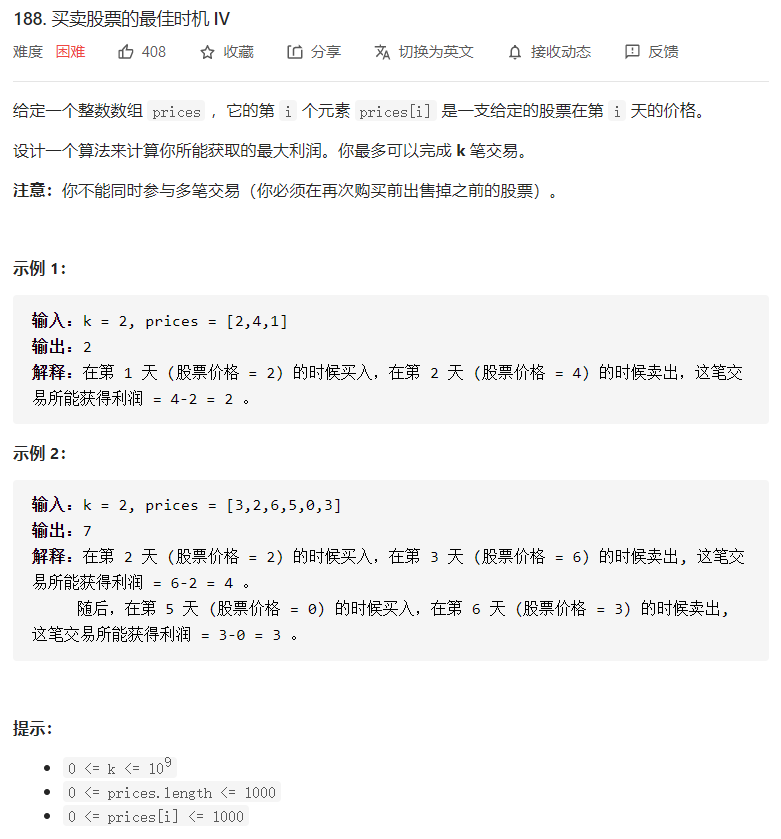 188. 买卖股票的最佳时机 IV
难度 困难 408 收藏 分享 切换为英文 接收动态 反馈
给定一个整数数组 prices ，它的第 i 个元素 prices[i] 是一支给定的股票在第 i 天的价格。
设计一个算法来计算你所能获取的最大利润。你最多可以完成 k 笔交易。
注意：你不能同时参与多笔交易（你必须在再次购买前出售掉之前的股票）。
示例 1：
输入：k = 2, prices = [2,4,1]
输出：2
解释：在第 1 天 (股票价格 = 2) 的时候买入，在第 2 天 (股票价格 = 4) 的时候卖出，这笔交
易所能获得利润 = 4-2 = 2 。
示例 2：
输入：k = 2, prices = [3,2,6,5,0,3]
输出：7
解释：在第 2 天 (股票价格 = 2) 的时候买入，在第 3 天 (股票价格 = 6) 的时候卖出, 这笔交
易所能获得利润 = 6-2 = 4 。
随后，在第 5 天 (股票价格 = 0) 的时候买入，在第 6 天 (股票价格 = 3) 的时候卖出,
这笔交易所能获得利润 = 3-0 = 3 。
提示：
0 <= k <= 10⁹
0 <= prices.length <= 1000
0 <= prices[i] <= 1000